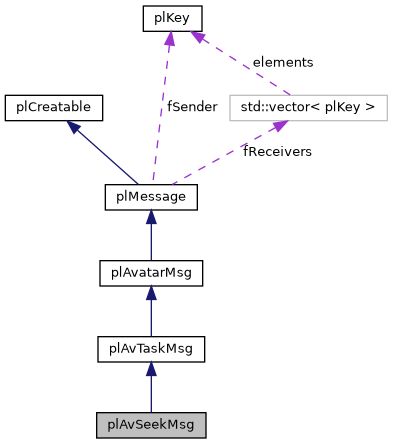 plKey
elements
plCreatable
fSender
std::vector< plKey >
fReceivers
plMessage
plAvatarMsg
plAvTaskMsg
plAvSeekMsg